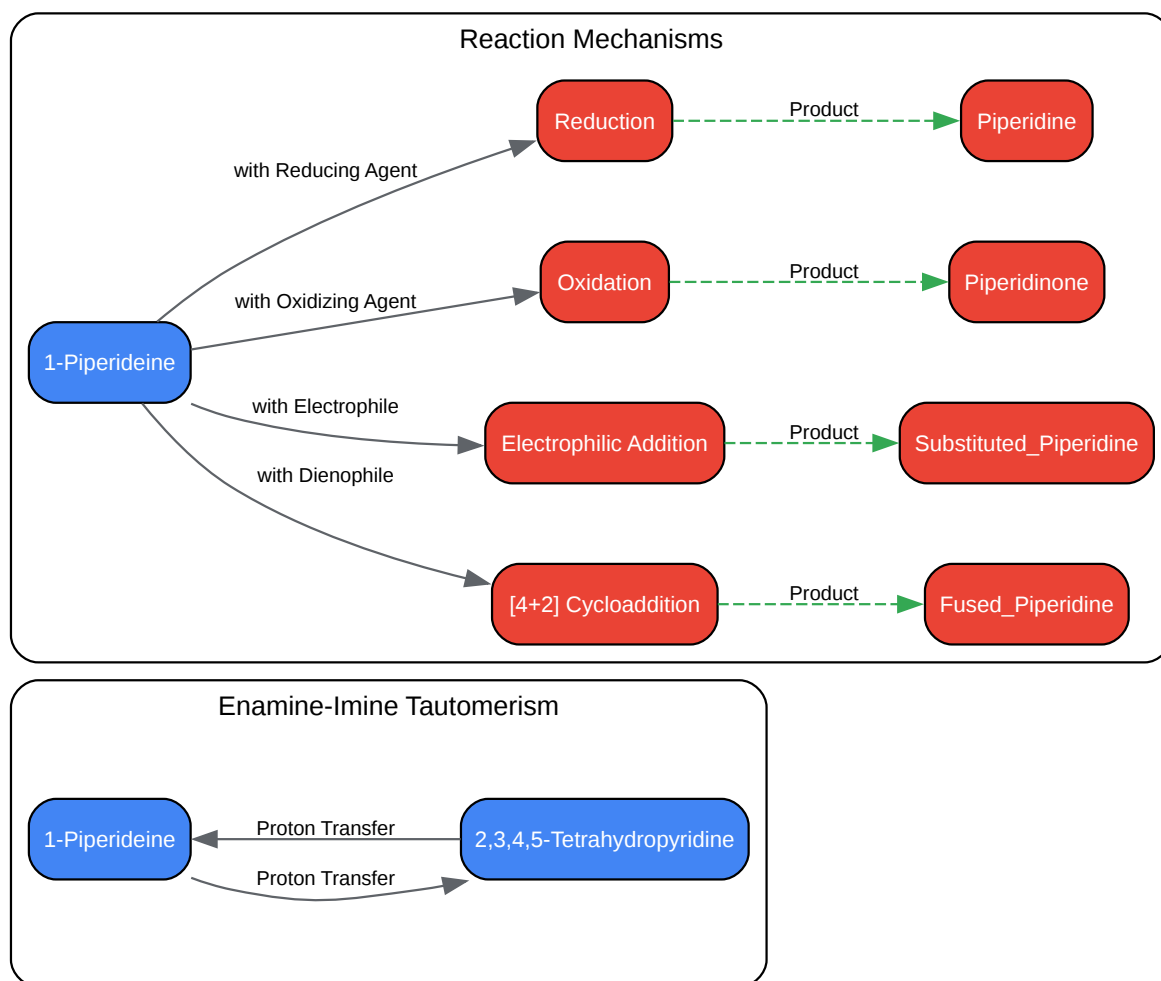 Reaction Mechanisms
Reduction
Product
Piperidine
with Reducing Agent
Oxidation
Product
Piperidinone
with Oxidizing Agent
1-Piperideine
with Electrophile
Electrophilic Addition
Product
Substituted_Piperidine
with Dienophile
[4+2] Cycloaddition
Product
Fused_Piperidine
Enamine-Imine Tautomerism
1-Piperideine
Proton Transfer
2,3,4,5-Tetrahydropyridine
Proton Transfer